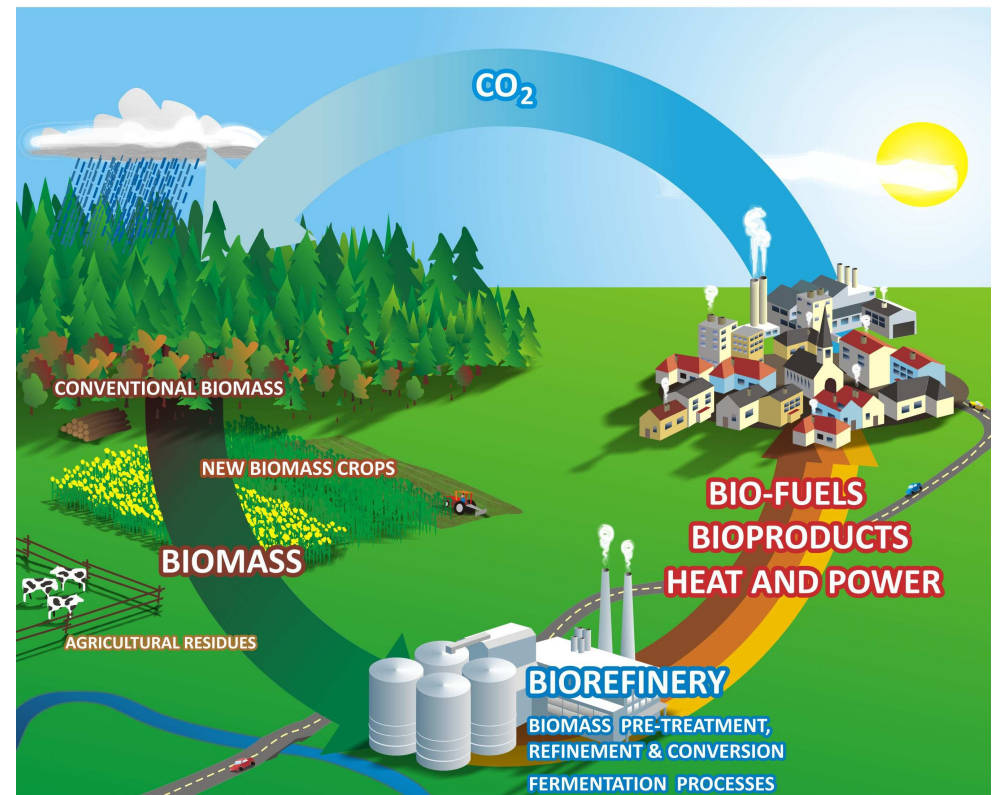 CO₂
CONVENTIONAL BIOMASS
NEW BIOMASS CROPS
BIOMASS
AGRICULTURAL RESIDUES
BIO-FUELS
BIOPRODUCTS
HEAT AND POWER
BIOREFINERY
BIOMASS PRE-TREATMENT,
REFINEMENT & CONVERSION
FERMENTATION PROCESSES